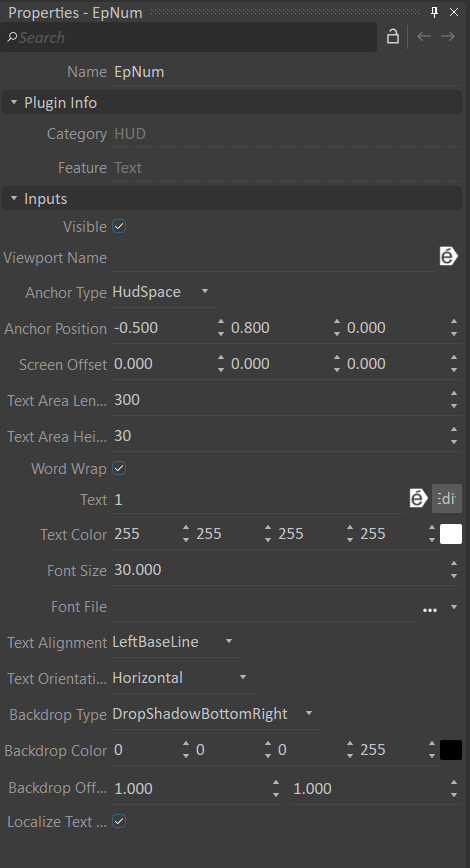 Properties - EpNum
Search
Name EpNum
Plugin Info
Category HUD
Feature Text
Inputs
Visible
Viewport Name é
Anchor Type HudSpace
Anchor Position -0.500 0.800 0.000
Screen Offset 0.000 0.000 0.000
Text Area Len... 300
Text Area Hei... 30
Word Wrap
Text 1 é Edit
Text Color 255 255 255 255
Font Size 30.000
Font File ...
Text Alignment LeftBaseLine
Text Orientati... Horizontal
Backdrop Type DropShadowBottomRight
Backdrop Color 0 0 0 255
Backdrop Off... 1.000 1.000
Localize Text ...